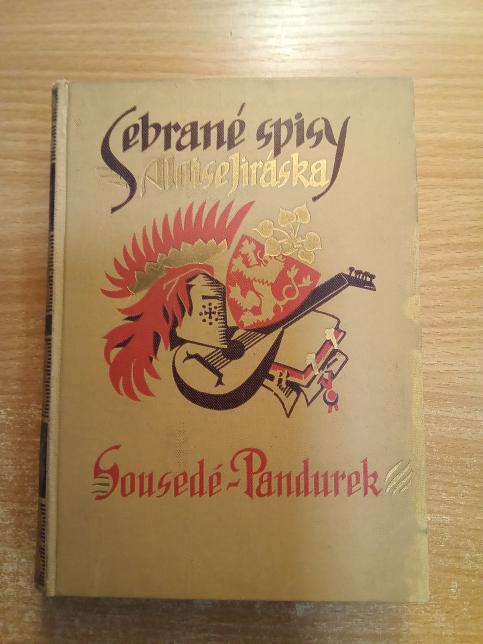 Sebrané spisy
Aloise Jiráska
Sousedé-Pandurek